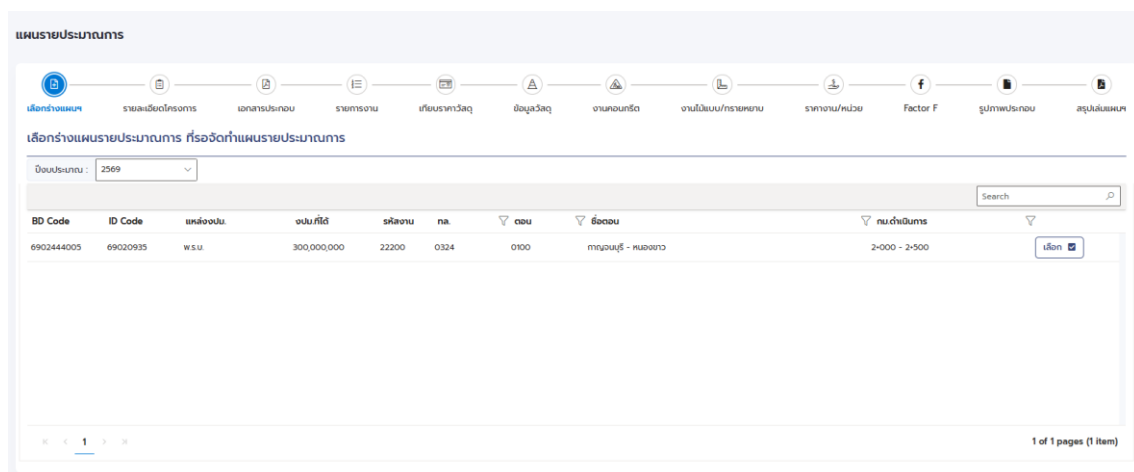 แผนรายประมาณการ
เลือกร่างแผนฯ รายละเอียดโครงการ เอกสารประกอบ รายการงาน เทียบราคาวัสดุ ข้อมูลวัสดุ งานคอนกรีต งานไม้แบบ/ทรายหยาบ ราคางาน/หน่วย Factor F รูปภาพประกอบ สรุปเล่มแผนฯ
เลือกร่างแผนรายประมาณการ ที่รอจัดทำแผนรายประมาณการ
ปีงบประมาณ : 2569
Search
BD Code ID Code แหล่งงปม. งปม.ที่ได้ รหัสงาน ทล. ตอน ชื่อตอน กม.ดำเนินการ
6902444005 69020935 พ.ร.บ. 300,000,000 22200 0324 0100 กาญจนบุรี - หนองขาว 2+000 - 2+500 เลือก
1 1 of 1 pages (1 item)